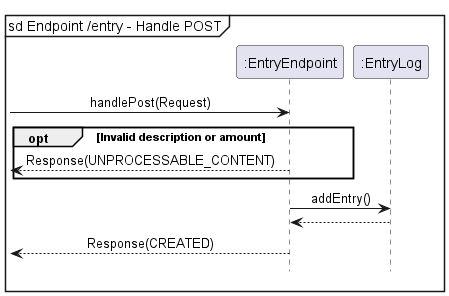 sd Endpoint /entry - Handle POST
:EntryEndpoint
:EntryLog
handlePost(Request)
opt
[Invalid description or amount]
Response(UNPROCESSABLE_CONTENT)
addEntry()
Response(CREATED)